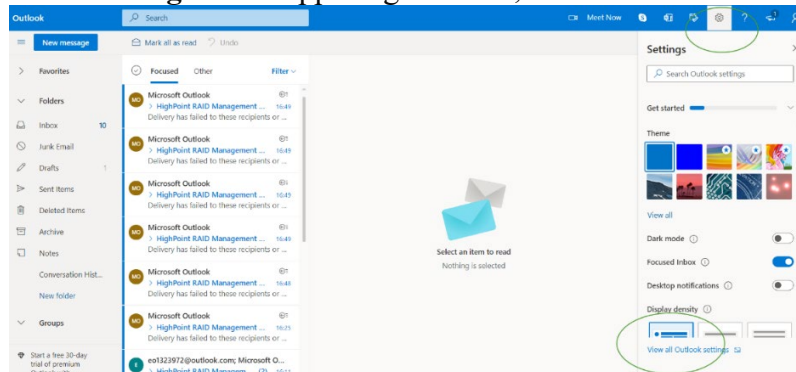 Outlook
Search
Meet Now
New message
Mark all as read
Undo
Favorites
Folders
Inbox 10
Junk Email
Drafts 1
Sent Items
Deleted Items
Archive
Notes
Conversation Hist...
New folder
Groups
Start a free 30-day
trial of premium
Focused Other Filter
Microsoft Outlook
> HighPoint RAID Management ... 16:49
Delivery has failed to these recipients or ...
Microsoft Outlook
> HighPoint RAID Management ... 16:49
Delivery has failed to these recipients or ...
Microsoft Outlook
> HighPoint RAID Management ... 16:49
Delivery has failed to these recipients or ...
Microsoft Outlook
> HighPoint RAID Management ... 16:49
Delivery has failed to these recipients or ...
Microsoft Outlook
> HighPoint RAID Management ... 16:48
Delivery has failed to these recipients or ...
Microsoft Outlook
> HighPoint RAID Management ... 16:25
Delivery has failed to these recipients or ...
eo1323972@outlook.com; Microsoft O...
Select an item to read
Nothing is selected
Settings
Search Outlook settings
Get started
Theme
View all
Dark mode
Focused Inbox
Desktop notifications
Display density
View all Outlook settings